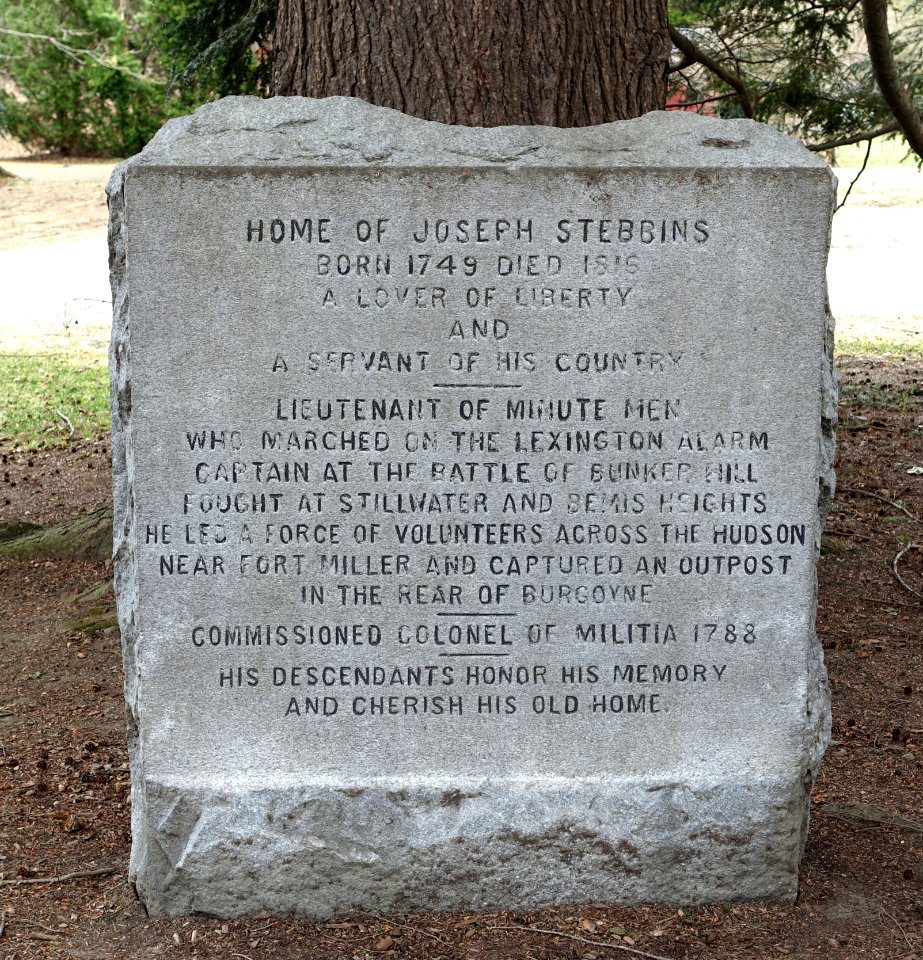 HOME OF JOSEPH STEBBINS
BORN 1749 DIED 1816
A LOVER OF LIBERTY
AND
A SERVANT OF HIS COUNTRY
LIEUTENANT OF MINUTE MEN
WHO MARCHED ON THE LEXINGTON ALARM
CAPTAIN AT THE BATTLE OF BUNKER HILL
FOUGHT AT STILLWATER AND BEMIS HEIGHTS
HE LED A FORCE OF VOLUNTEERS ACROSS THE HUDSON
NEAR FORT MILLER AND CAPTURED AN OUTPOST
IN THE REAR OF BURGOYNE
COMMISSIONED COLONEL OF MILITIA 1788
HIS DESCENDANTS HONOR HIS MEMORY
AND CHERISH HIS OLD HOME.